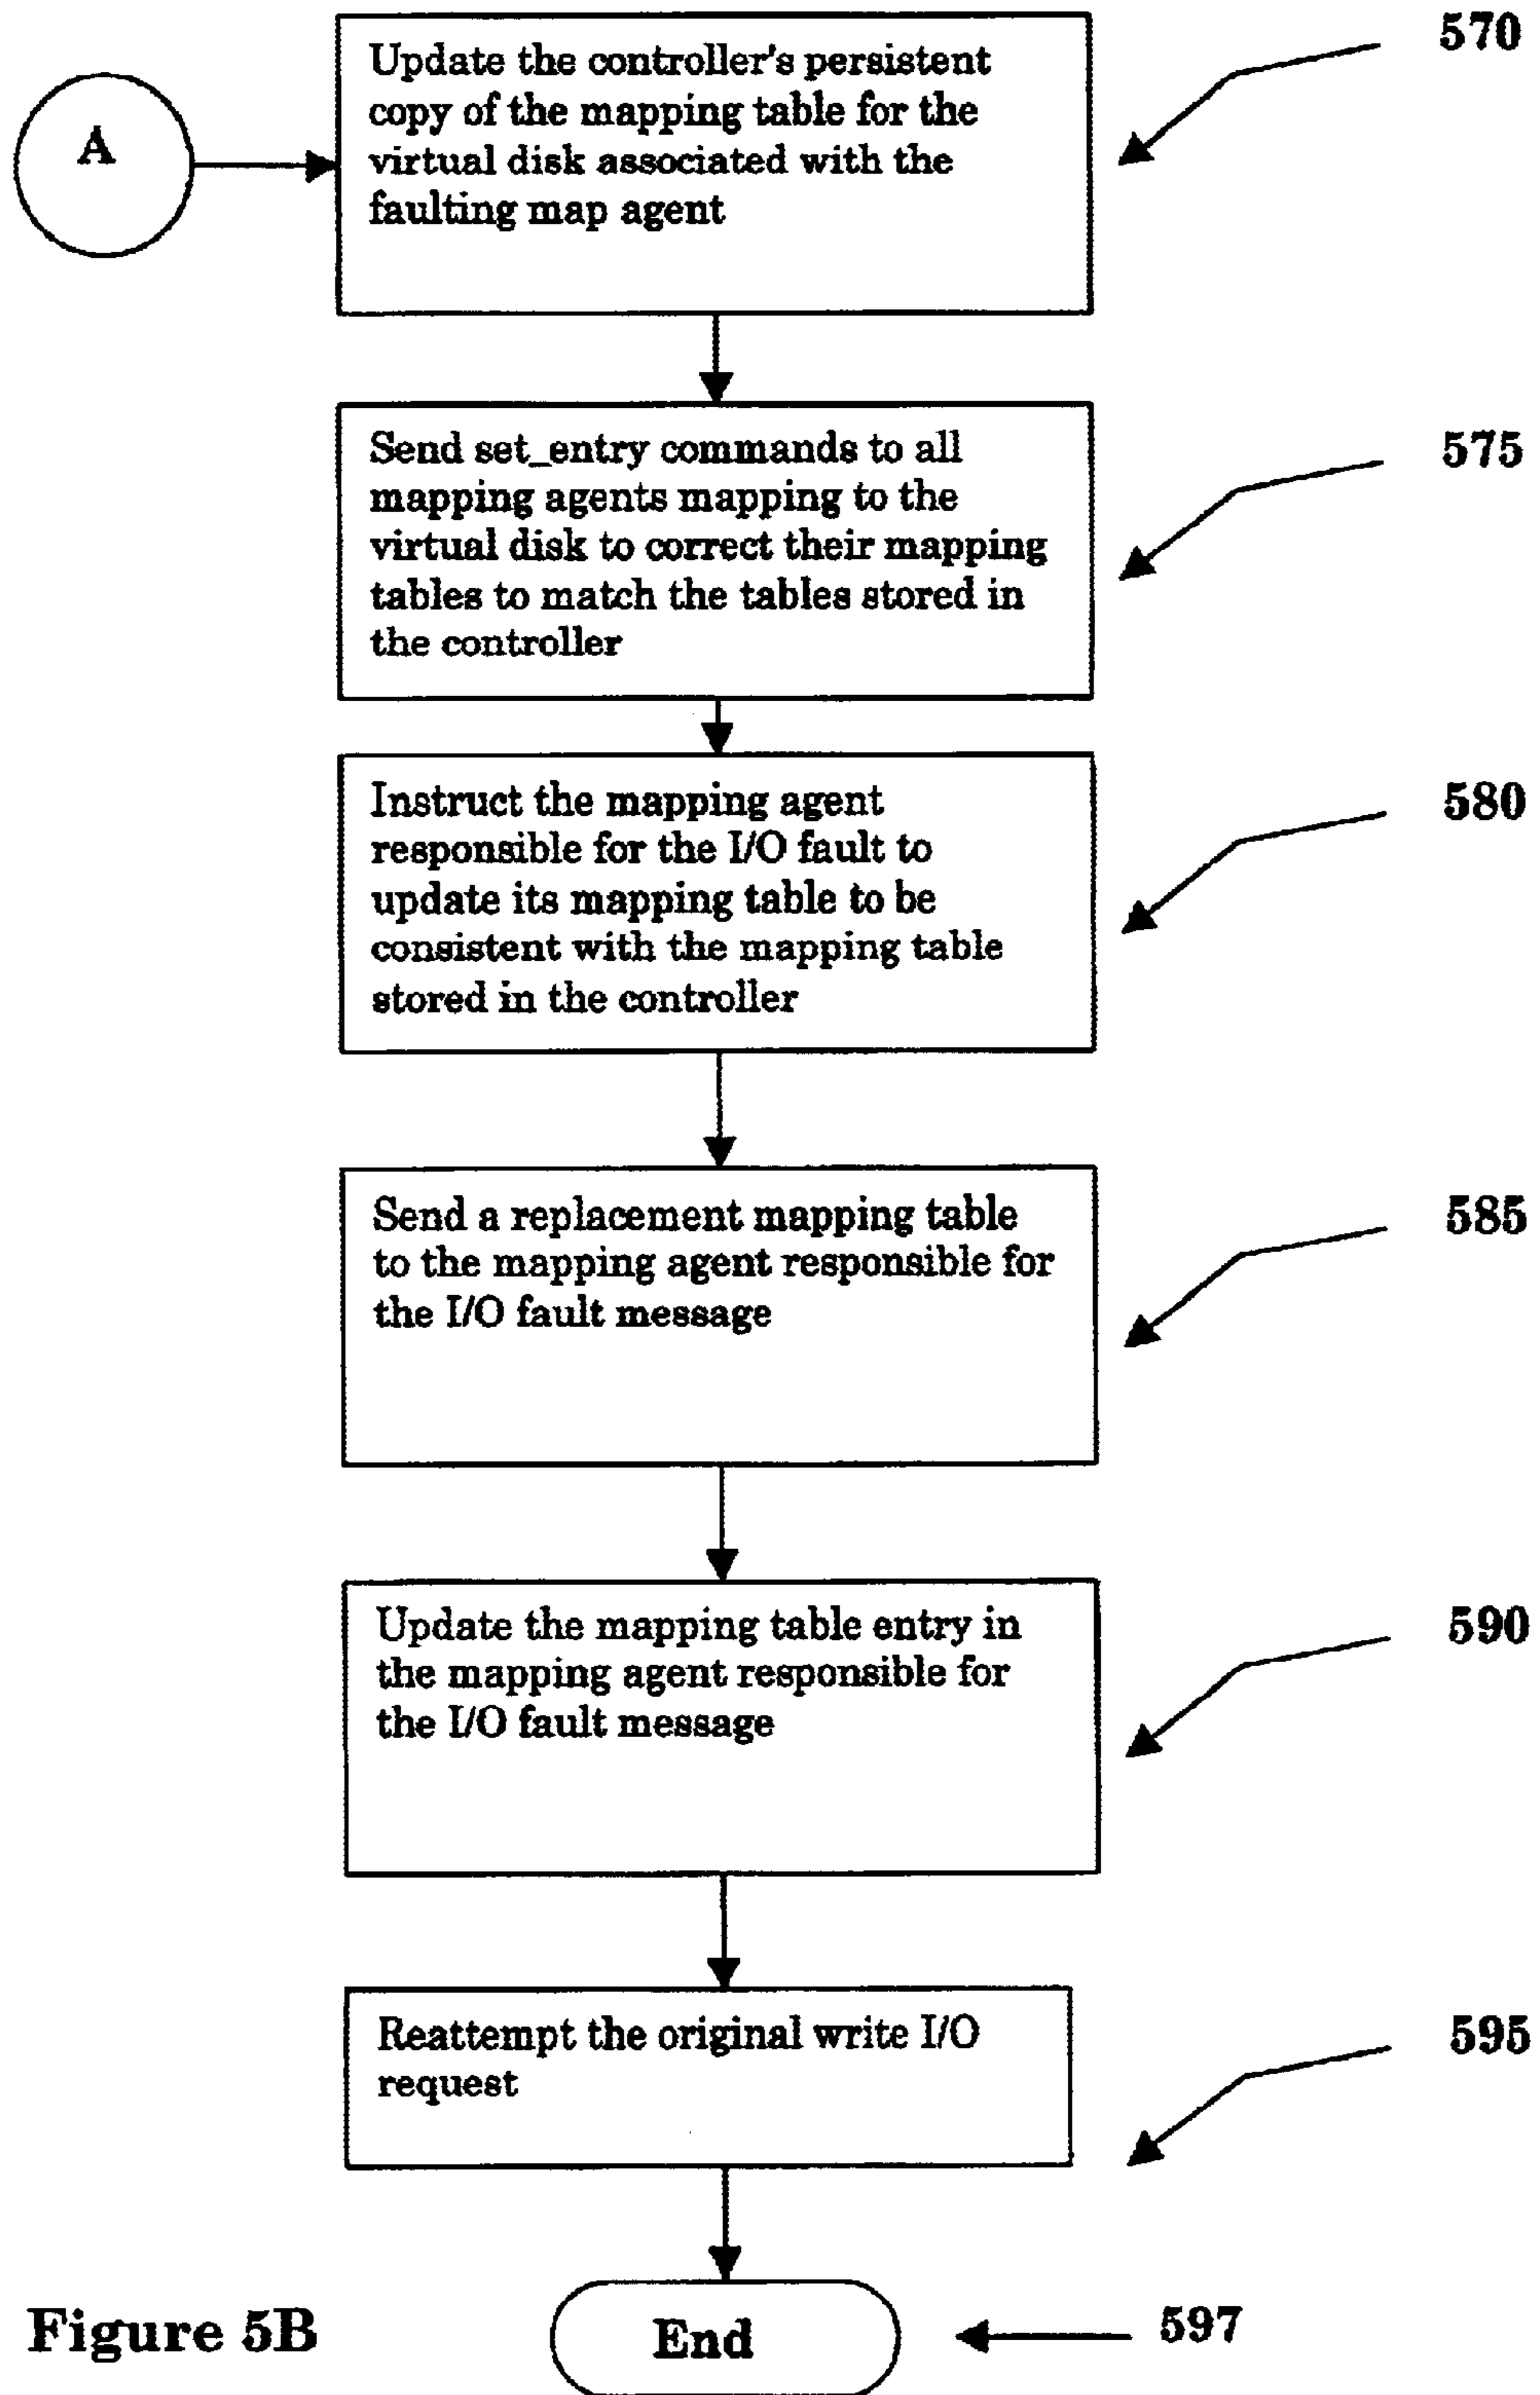 570
Update the controller's persistent
copy of the mapping table for the
virtual disk associated with the
faulting map agent
A
575
Send set_entry commands to all
mapping agents mapping to the
virtual disk to correct their mapping
tables to match the tables stored in
the controller
580
Instruct the mapping agent
responsible for the I/O fault to
update its mapping table to be
consistent with the mapping table
stored in the controller
585
Send a replacement mapping table
to the mapping agent responsible for
the I/O fault message
590
Update the mapping table entry in
the mapping agent responsible for
the I/O fault message
595
Reattempt the original write I/O
request
Figure 5B
End
597